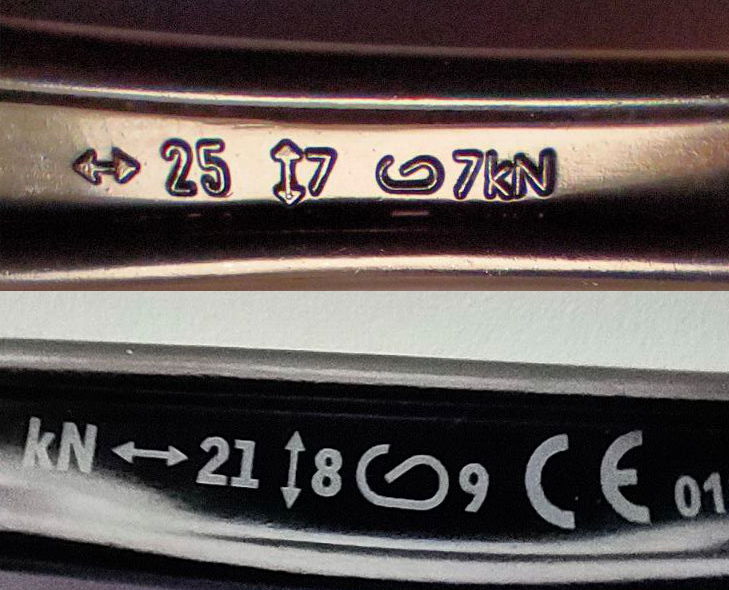 ↔ 25 ↕7 7kN
kN ↔ 21 ↕8 9 CE 01